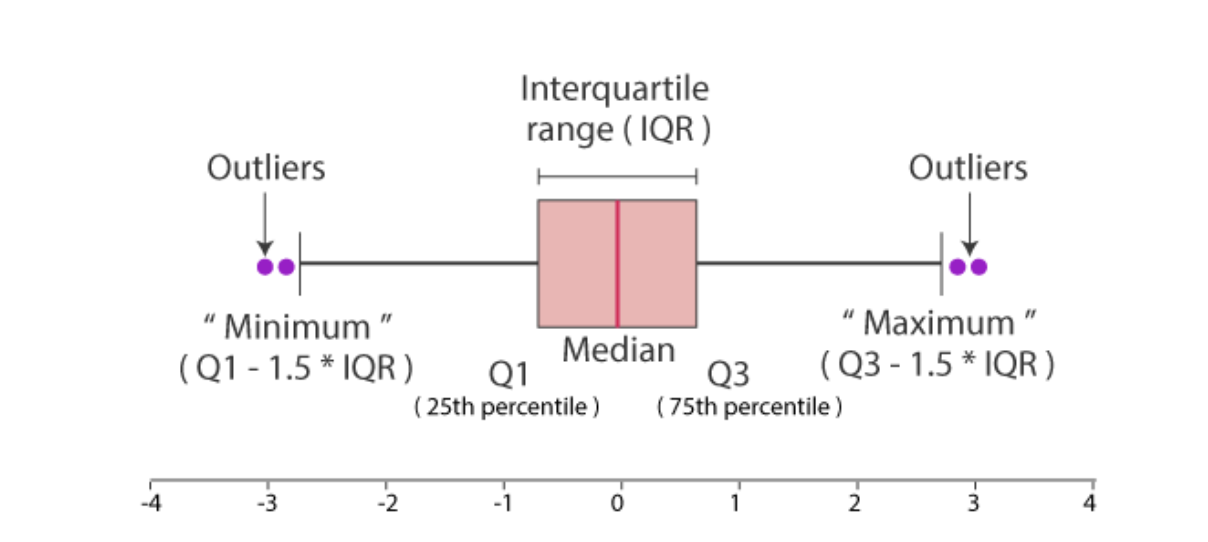 Interquartile
range ( IQR )
Outliers
Outliers
“ Minimum ”
( Q1 - 1.5 * IQR )
Median
“ Maximum ”
( Q3 - 1.5 * IQR )
Q1
( 25th percentile )
Q3
( 75th percentile )
-4 -3 -2 -1 0 1 2 3 4